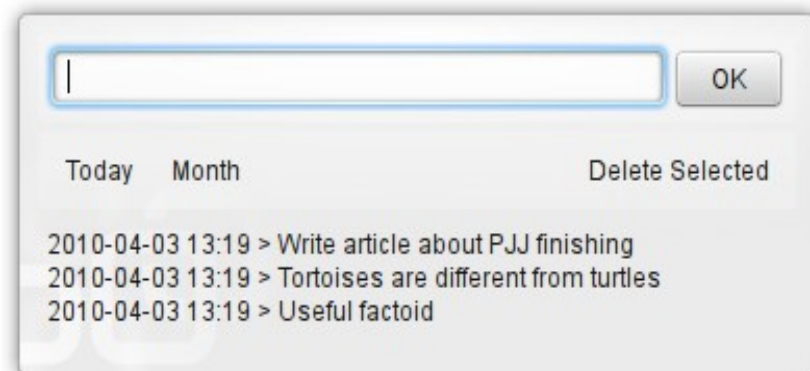 OK
Today Month Delete Selected
2010-04-03 13:19 > Write article about PJJ finishing
2010-04-03 13:19 > Tortoises are different from turtles
2010-04-03 13:19 > Useful factoid